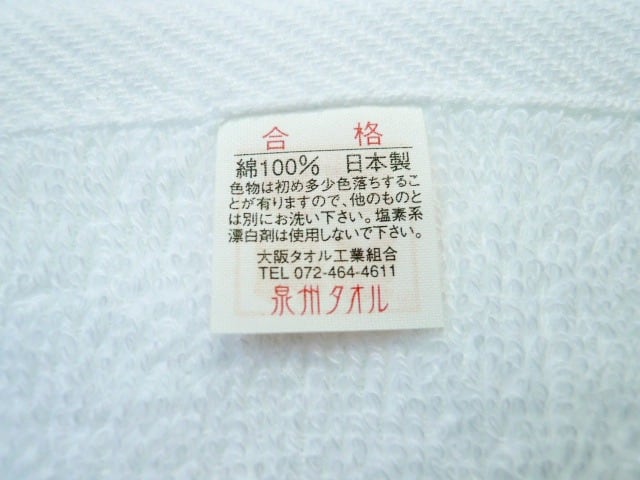 合 格
綿100% 日本製
色物は初め多少色落ちするこ
とが有りますので、他のものと
は別にお洗い下さい。塩素系
漂白剤は使用しないで下さい。
大阪タオル工業組合
TEL 072-464-4611
泉州タオル